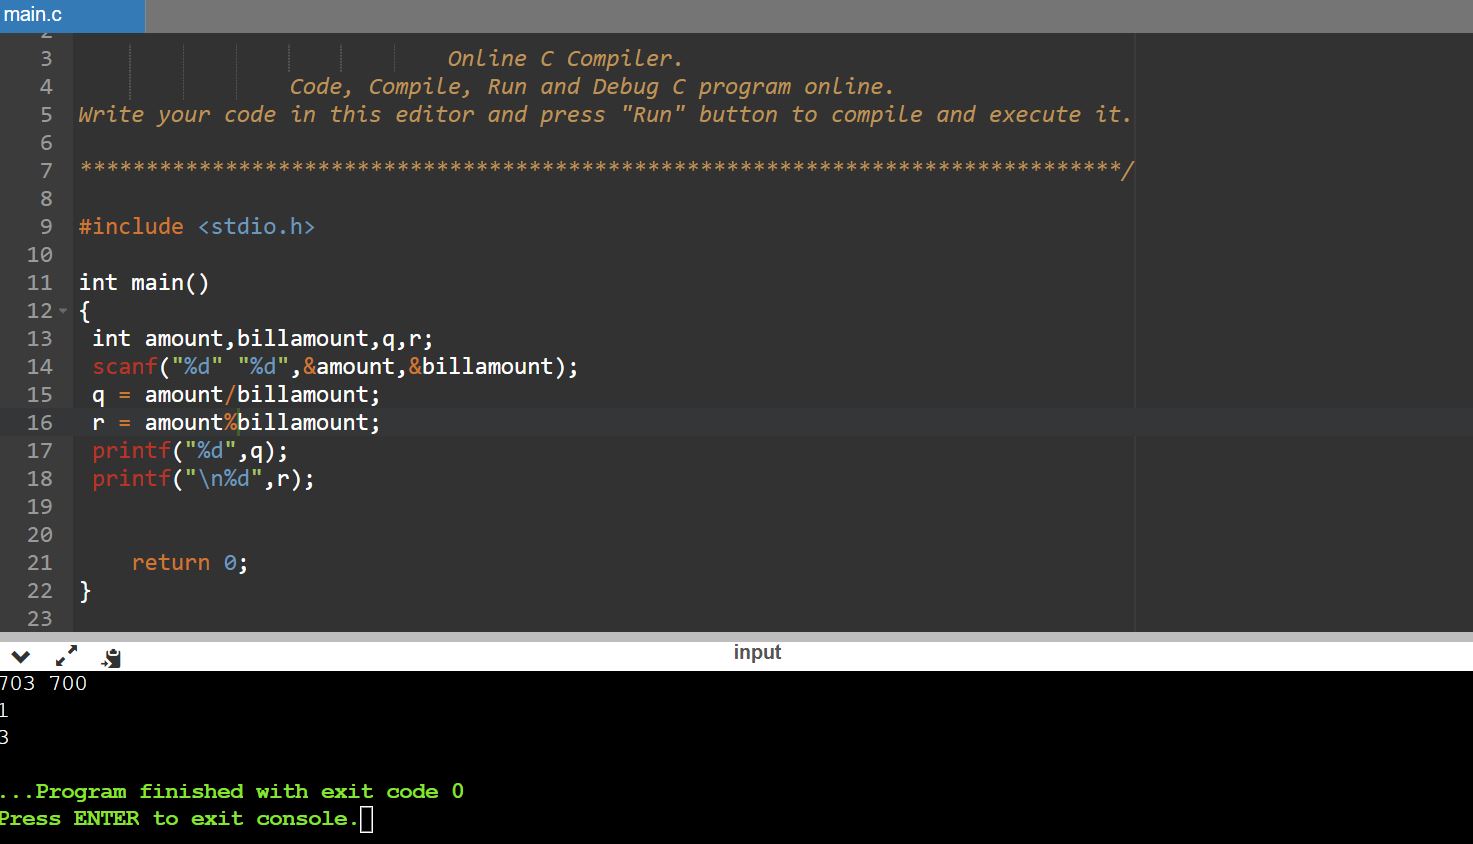 main.c
2
3 Online C Compiler.
4 Code, Compile, Run and Debug C program online.
5 Write your code in this editor and press "Run" button to compile and execute it.
6
7 *******************************************************************************/
8
9 #include <stdio.h>
10
11 int main()
12 {
13 int amount,billamount,q,r;
14 scanf("%d" "%d",&amount,&billamount);
15 q = amount/billamount;
16 r = amount%billamount;
17 printf("%d",q);
18 printf("\n%d",r);
19
20
21 return 0;
22 }
23
input
703 700
1
3
...Program finished with exit code 0
Press ENTER to exit console.